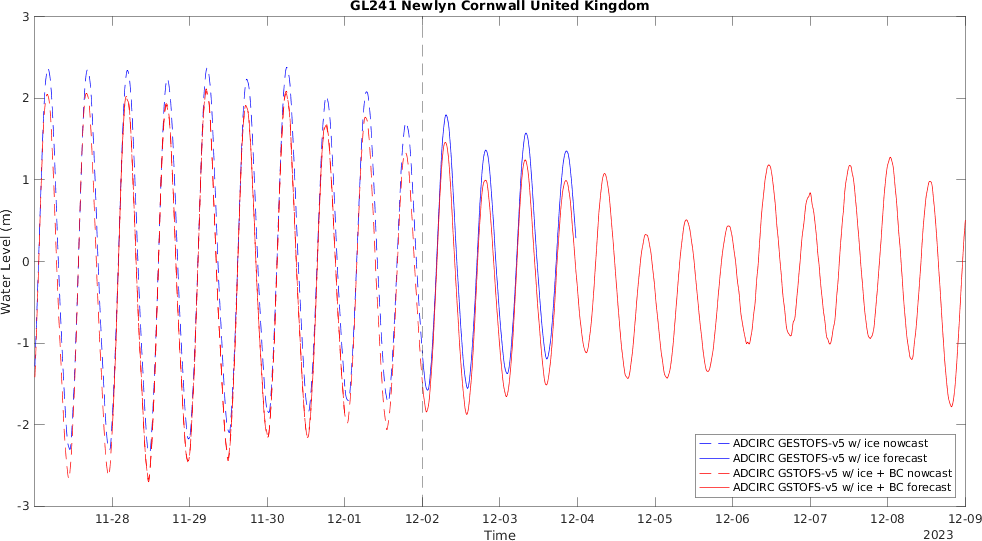 GL241 Newlyn Cornwall United Kingdom
3
2
1
0
-1
-2
-3
Water Level (m)
ADCIRC GESTOFS-v5 w/ ice nowcast
ADCIRC GESTOFS-v5 w/ ice forecast
ADCIRC GSTOFS-v5 w/ ice + BC nowcast
ADCIRC GSTOFS-v5 w/ ice + BC forecast
11-28 11-29 11-30 12-01 12-02 12-03 12-04 12-05 12-06 12-07 12-08 12-09
Time
2023